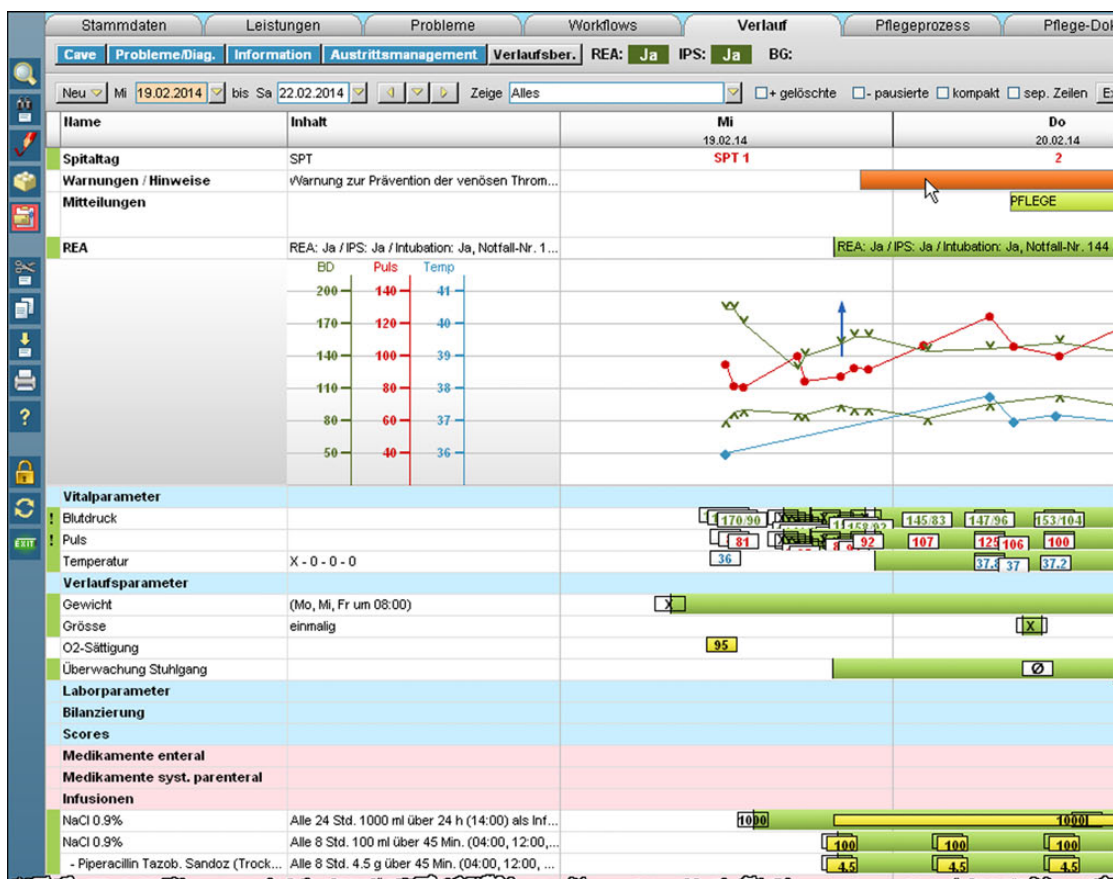 Stammdaten Leistungen Probleme Workflows Verlauf Pflegeprozess Pflege-Dok
Cave Probleme/Diag. Information Austrittsmanagement Verlaufsber. REA: Ja IPS: Ja BG:
Neu Mi 19.02.2014 bis Sa 22.02.2014 Zeige Alles + gelöschte - pausierte kompakt sep. Zeilen
Name Inhalt Mi Do
19.02.14 20.02.14
Spitaltag SPT SPT 1 2
Warnungen / Hinweise Warnung zur Prävention der venösen Throm...
Mitteilungen PFLEGE
REA REA: Ja / IPS: Ja / Intubation: Ja, Notfall-Nr. 1... REA: Ja / IPS: Ja / Intubation: Ja, Notfall-Nr. 144
BD Puls Temp
200 140 41
170 120 40
140 100 39
110 80 38
80 60 37
50 40 36
Vitalparameter
! Blutdruck 170/90 145/83 147/96 153/104
! Puls 81 92 107 125 106 100
Temperatur X - 0 - 0 - 0 36 37 37.2
Verlaufsparameter
Gewicht (Mo, Mi, Fr um 08:00) X
Grösse einmalig X
O2-Sättigung 95
Überwachung Stuhlgang Ø
Laborparameter
Bilanzierung
Scores
Medikamente enteral
Medikamente syst. parenteral
Infusionen
NaCl 0.9% Alle 24 Std. 1000 ml über 24 h (14:00) als Inf... 1000 1000
NaCl 0.9% Alle 8 Std. 100 ml über 45 Min. (04:00, 12:00,... 100 100 100
- Piperacillin Tazob. Sandoz (Trock... Alle 8 Std. 4.5 g über 45 Min. (04:00, 12:00, ... 4.5 4.5 4.5
EXIT